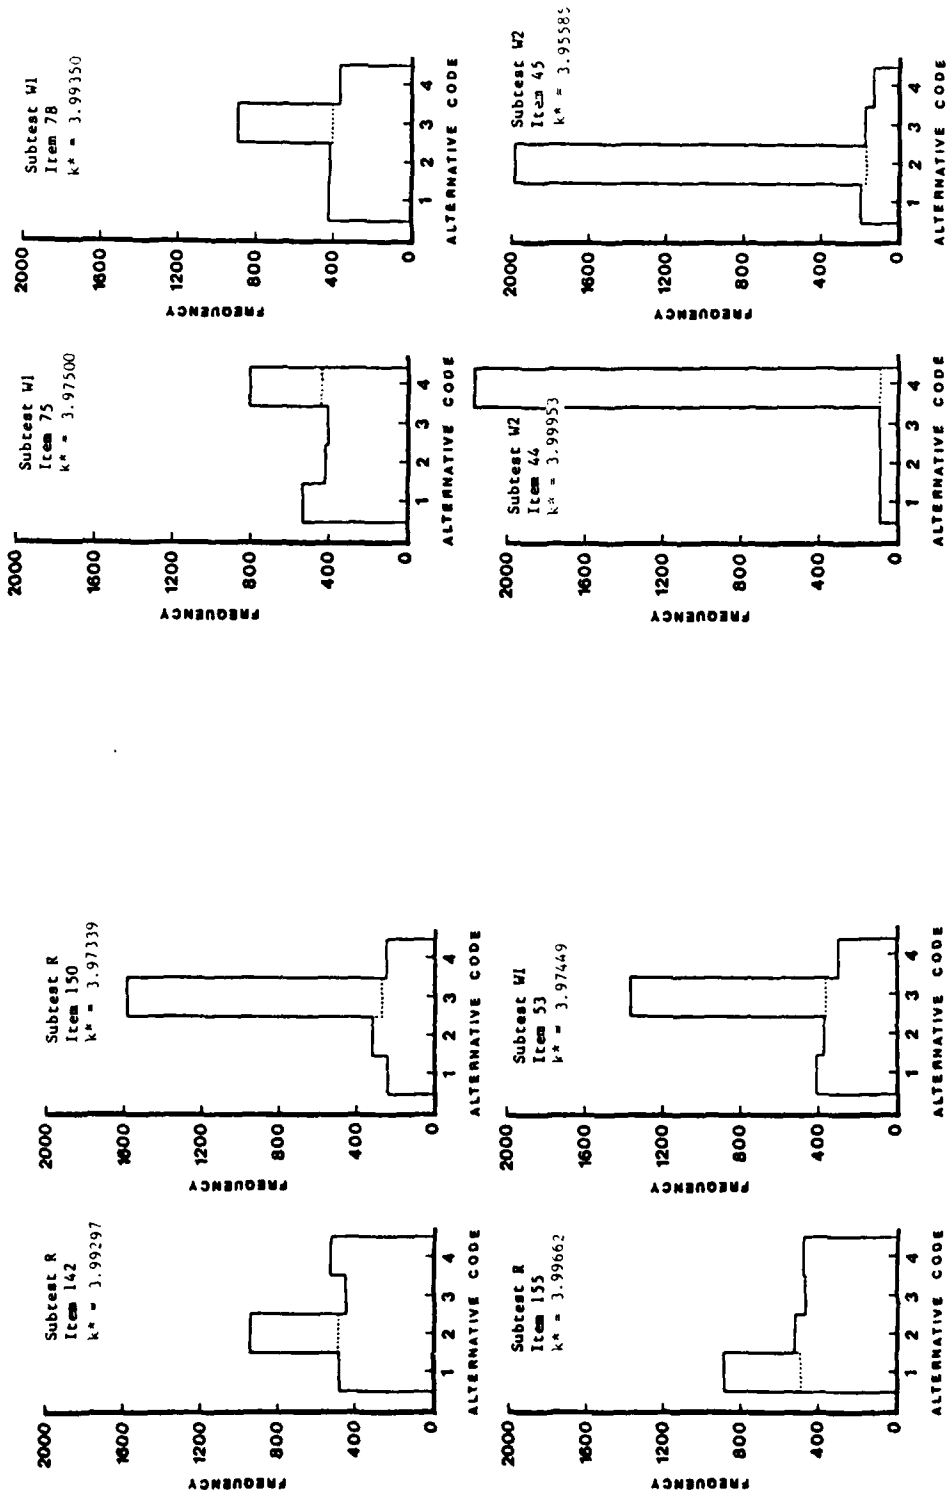 Subtest R
Item 142
k* = 3.99297
FREQUENCY
2000
1600
1200
800
400
0
1 2 3 4
ALTERNATIVE CODE
Subtest R
Item 150
k* = 3.97339
FREQUENCY
2000
1600
1200
800
400
0
1 2 3 4
ALTERNATIVE CODE
Subtest W1
Item 75
k* = 3.97500
FREQUENCY
2000
1600
1200
800
400
0
1 2 3 4
ALTERNATIVE CODE
Subtest W1
Item 78
k* = 3.99350
FREQUENCY
2000
1600
1200
800
400
0
1 2 3 4
ALTERNATIVE CODE
Subtest R
Item 155
k* = 3.99662
FREQUENCY
2000
1600
1200
800
400
0
1 2 3 4
ALTERNATIVE CODE
Subtest W1
Item 53
k* = 3.97449
FREQUENCY
2000
1600
1200
800
400
0
1 2 3 4
ALTERNATIVE CODE
Subtest W2
Item 44
k* = 3.99953
FREQUENCY
2000
1600
1200
800
400
0
1 2 3 4
ALTERNATIVE CODE
Subtest W2
Item 45
k* = 3.95585
FREQUENCY
2000
1600
1200
800
400
0
1 2 3 4
ALTERNATIVE CODE